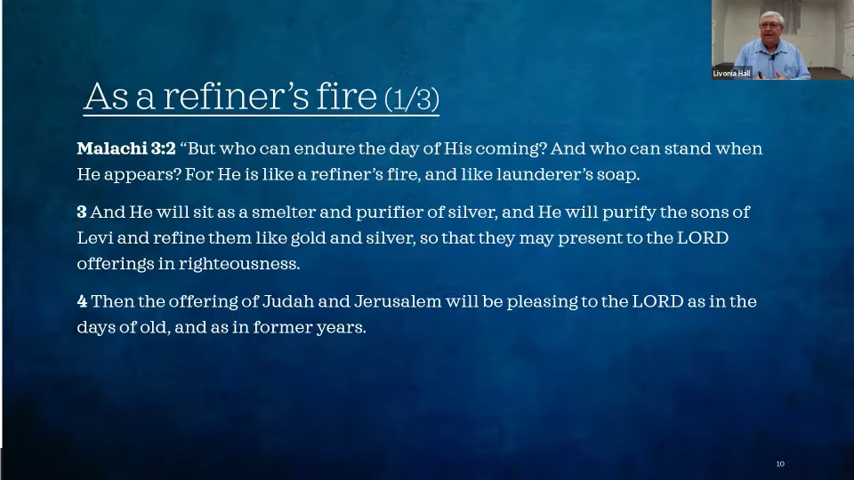 Livonia Hall
As a refiner’s fire (1/3)
Malachi 3:2 “But who can endure the day of His coming? And who can stand when
He appears? For He is like a refiner’s fire, and like launderer’s soap.
3 And He will sit as a smelter and purifier of silver, and He will purify the sons of
Levi and refine them like gold and silver, so that they may present to the LORD
offerings in righteousness.
4 Then the offering of Judah and Jerusalem will be pleasing to the LORD as in the
days of old, and as in former years.
10